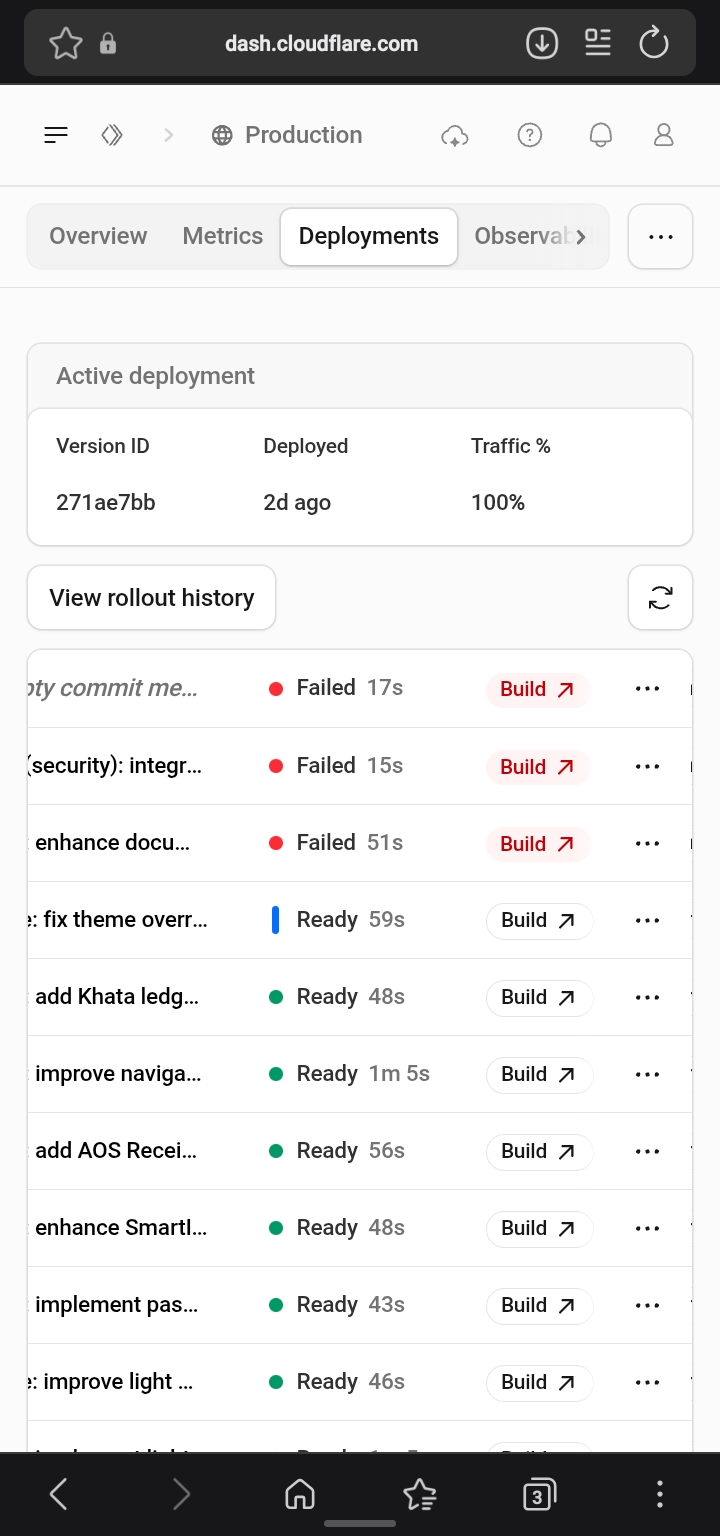 dash.cloudflare.com
Production
Overview Metrics Deployments Observab
Active deployment
Version ID Deployed Traffic %
271ae7bb 2d ago 100%
View rollout history
pty commit me... Failed 17s Build
(security): integr... Failed 15s Build
enhance docu... Failed 51s Build
e: fix theme overr... Ready 59s Build
add Khata ledg... Ready 48s Build
improve naviga... Ready 1m 5s Build
add AOS Recei... Ready 56s Build
enhance SmartI... Ready 48s Build
implement pas... Ready 43s Build
e: improve light ... Ready 46s Build
3